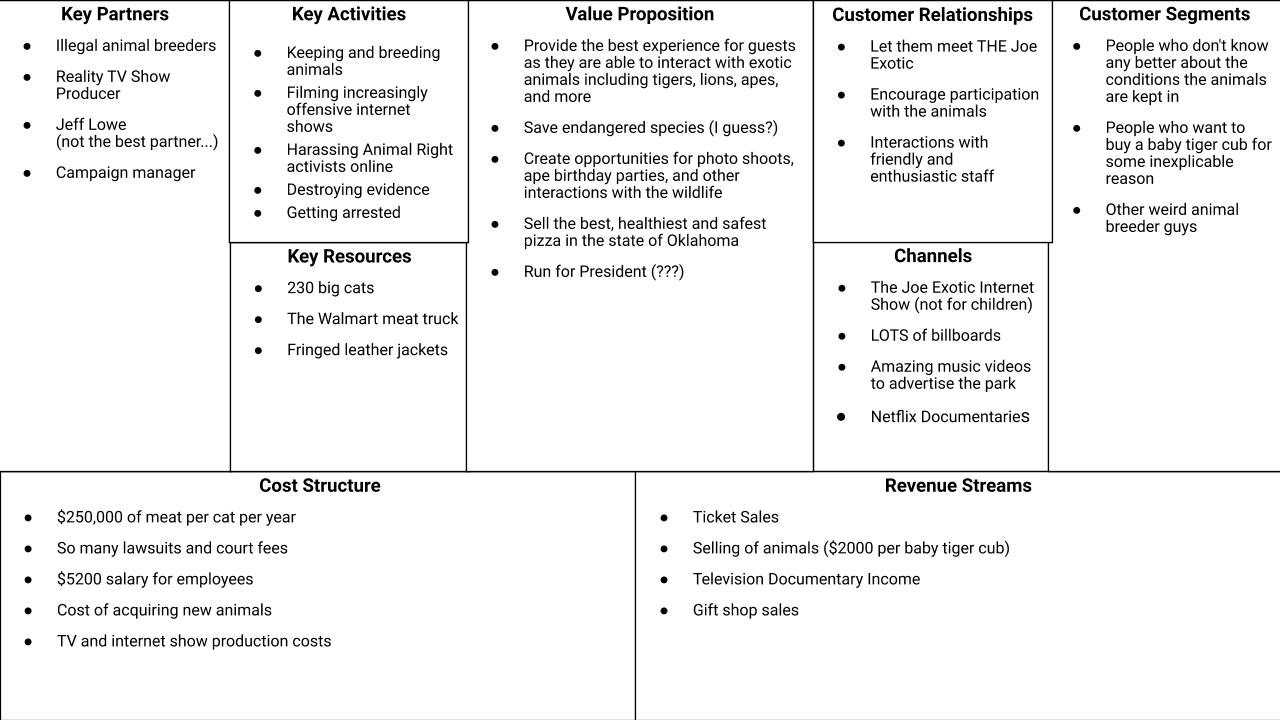 Key Partners
● Illegal animal breeders
● Reality TV Show
Producer
● Jeff Lowe
(not the best partner...)
● Campaign manager
Key Activities
● Keeping and breeding
animals
● Filming increasingly
offensive internet
shows
● Harassing Animal Right
activists online
● Destroying evidence
● Getting arrested
Key Resources
● 230 big cats
● The Walmart meat truck
● Fringed leather jackets
Value Proposition
● Provide the best experience for guests
as they are able to interact with exotic
animals including tigers, lions, apes,
and more
● Save endangered species (I guess?)
● Create opportunities for photo shoots,
ape birthday parties, and other
interactions with the wildlife
● Sell the best, healthiest and safest
pizza in the state of Oklahoma
● Run for President (???)
Customer Relationships
● Let them meet THE Joe
Exotic
● Encourage participation
with the animals
● Interactions with
friendly and
enthusiastic staff
Channels
● The Joe Exotic Internet
Show (not for children)
● LOTS of billboards
● Amazing music videos
to advertise the park
● Netflix Documentaries
Customer Segments
● People who don't know
any better about the
conditions the animals
are kept in
● People who want to
buy a baby tiger cub for
some inexplicable
reason
● Other weird animal
breeder guys
Cost Structure
● $250,000 of meat per cat per year
● So many lawsuits and court fees
● $5200 salary for employees
● Cost of acquiring new animals
● TV and internet show production costs
Revenue Streams
● Ticket Sales
● Selling of animals ($2000 per baby tiger cub)
● Television Documentary Income
● Gift shop sales